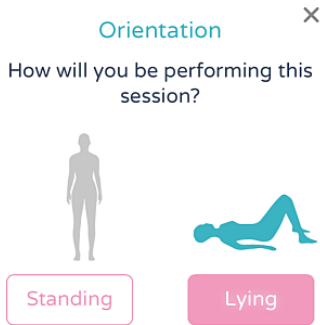 Orientation
How will you be performing this
session?
Standing
Lying